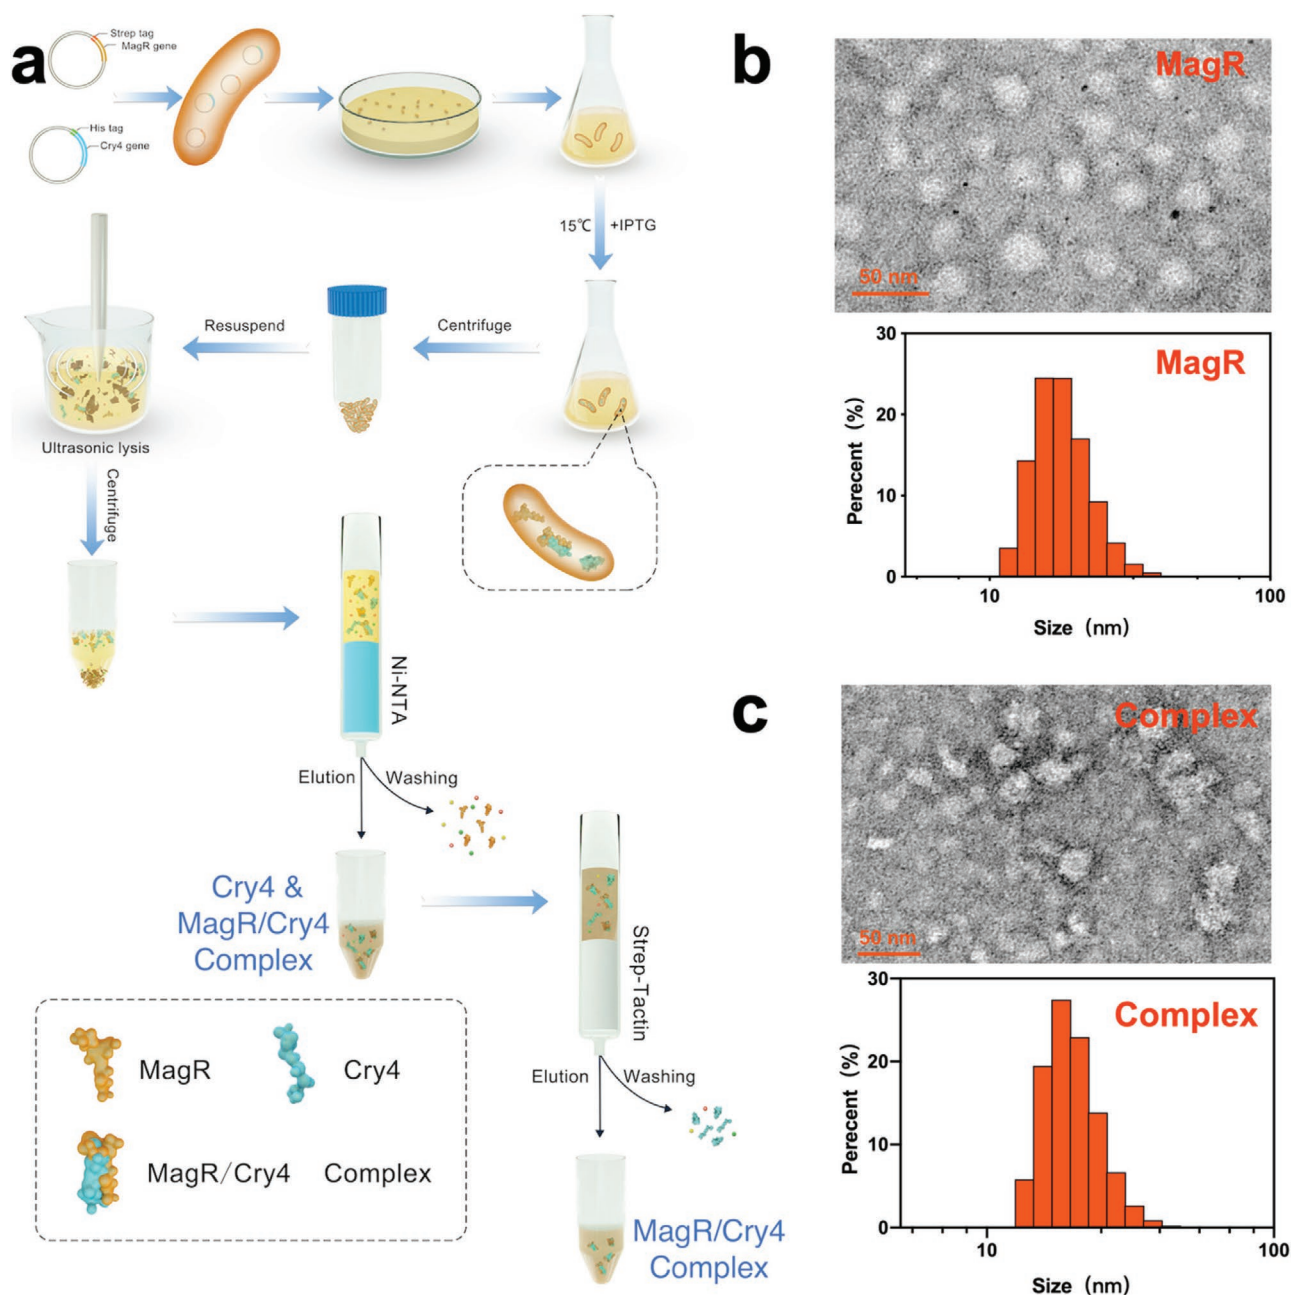 a
Strep tag
MagR gene
His tag
Cry4 gene
15℃
+IPTG
Centrifuge
Resuspend
Ultrasonic lysis
Centrifuge
Ni-NTA
Elution
Washing
Cry4 &
MagR/Cry4
Complex
Strep-Tactin
Elution
Washing
MagR/Cry4
Complex
MagR
Cry4
MagR/Cry4 Complex
b
MagR
50 nm
MagR
30
20
10
0
Perecent (%)
10
100
Size (nm)
c
Complex
50 nm
Complex
30
20
10
0
Perecent (%)
10
100
Size (nm)